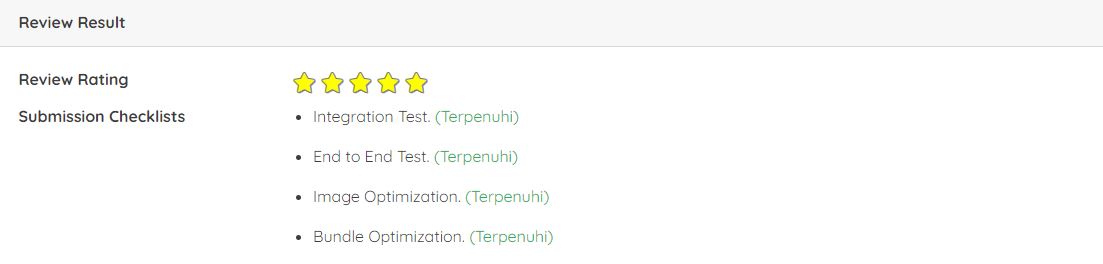 Review Result
Review Rating
Submission Checklists
Integration Test. (Terpenuhi)
End to End Test. (Terpenuhi)
Image Optimization. (Terpenuhi)
Bundle Optimization. (Terpenuhi)